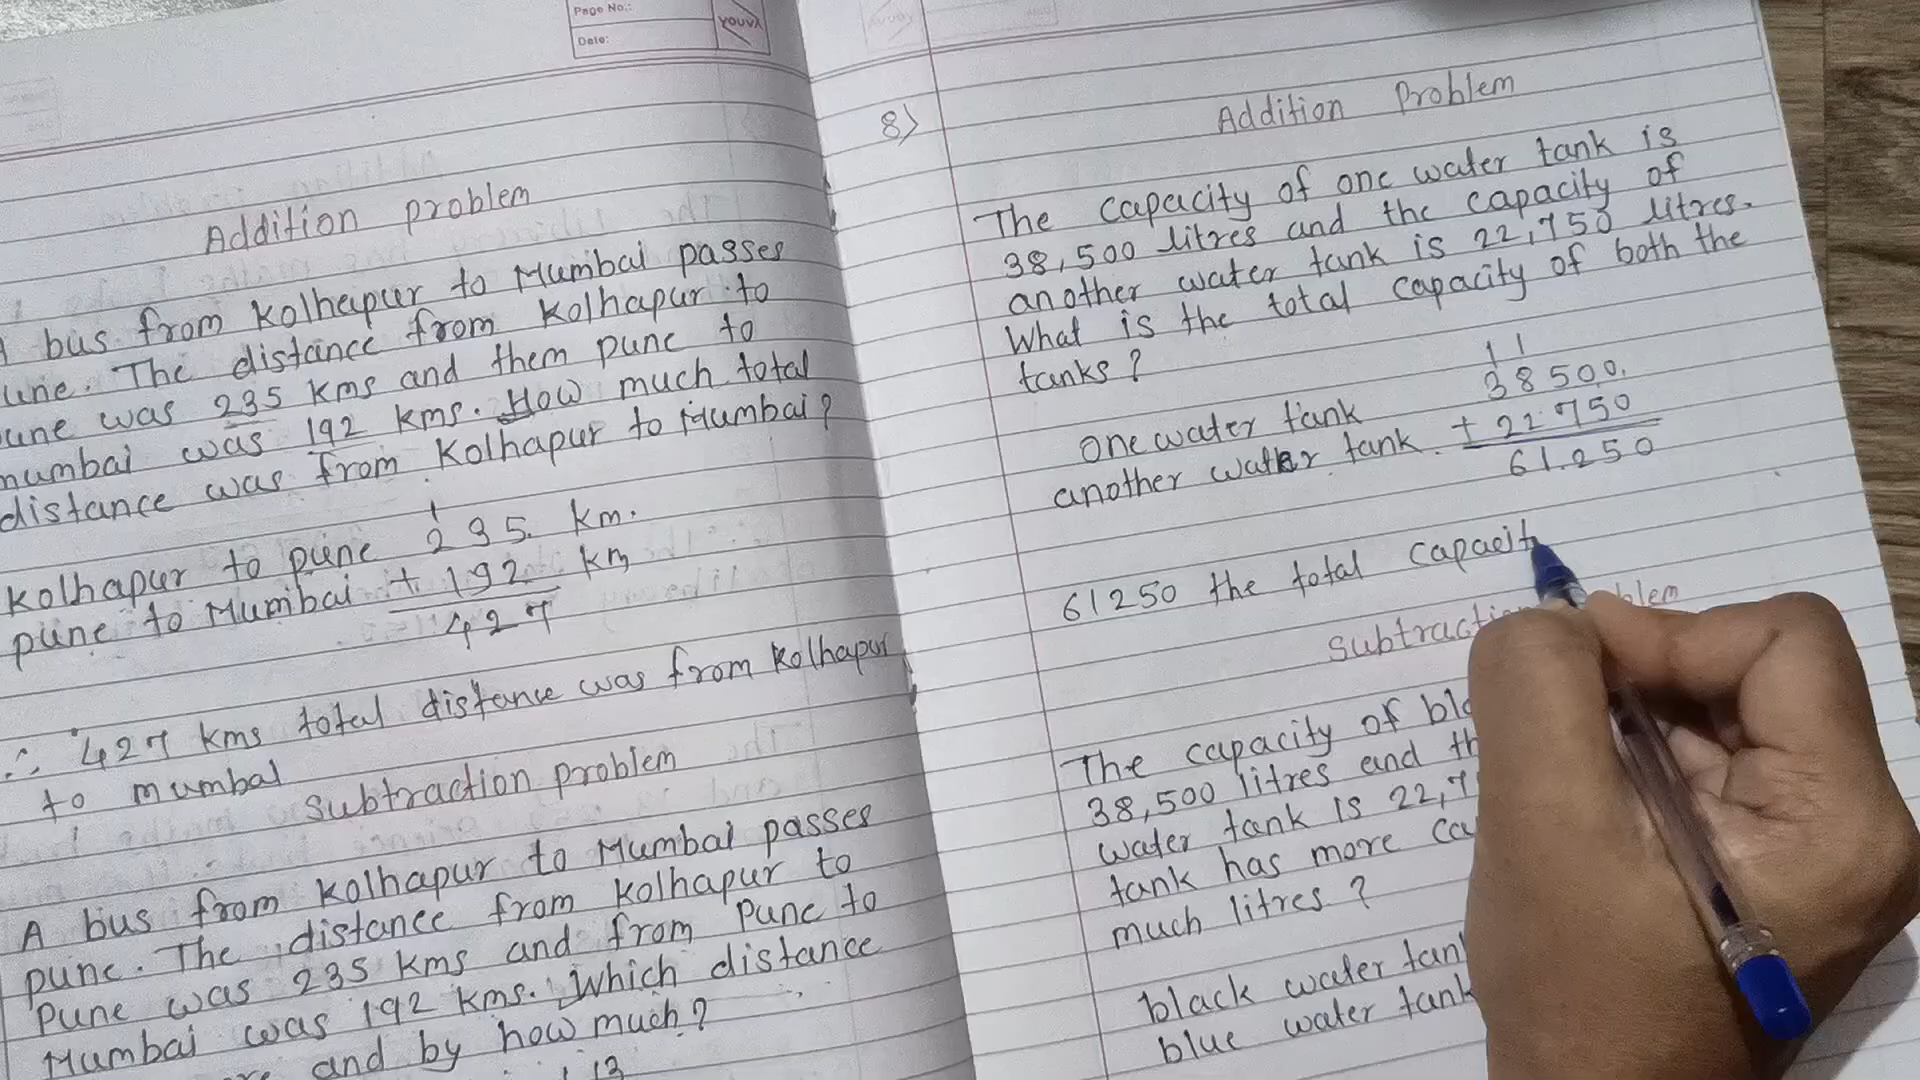 Page No.:
Date:
YOUVA
Addition problem
bus from Kolhapur to Mumbai passes
une. The distance from Kolhapur to
une was 235 kms and them pune to
mumbai was 192 kms. How much total
distance was from Kolhapur to Mumbai?
1
Kolhapur to pune 235 km.
pune to Mumbai + 192 km
427
∴ 427 kms total distance was from Kolhapur
to mumbai
Subtraction problem
A bus from Kolhapur to Mumbai passes
pune. The distance from Kolhapur to
Pune was 235 kms and from Pune to
Mumbai was 192 kms. Which distance
and by how much?
13
8)
Addition Problem
The capacity of one water tank is
38,500 litres and the capacity of
another water tank is 22,750 litres.
What is the total capacity of both the
tanks?
1 1
one water tank 38500
another water tank + 22750
61250
61250 the total capacit
Subtraction
The capacity of
38,500 litres and
water tank is
tank has more
much litres?
black water
blue water